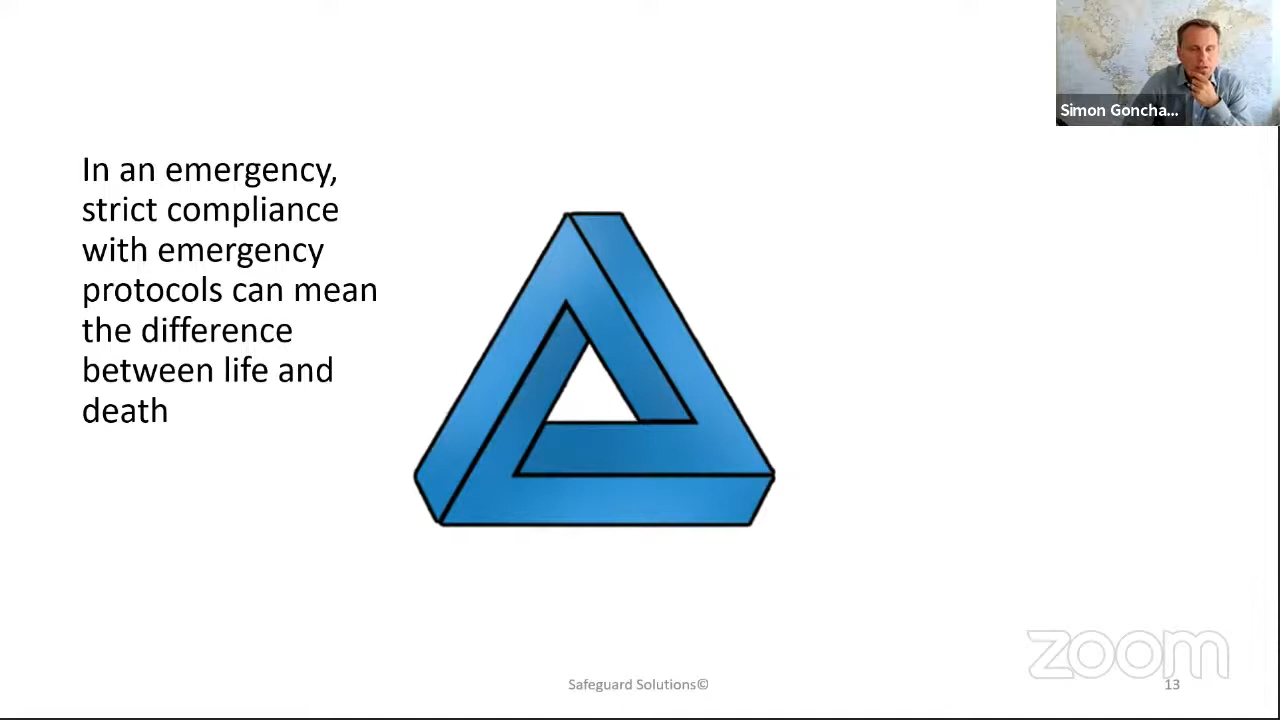 Simon Goncha...
In an emergency,
strict compliance
with emergency
protocols can mean
the difference
between life and
death
zoom
Safeguard Solutions©
13